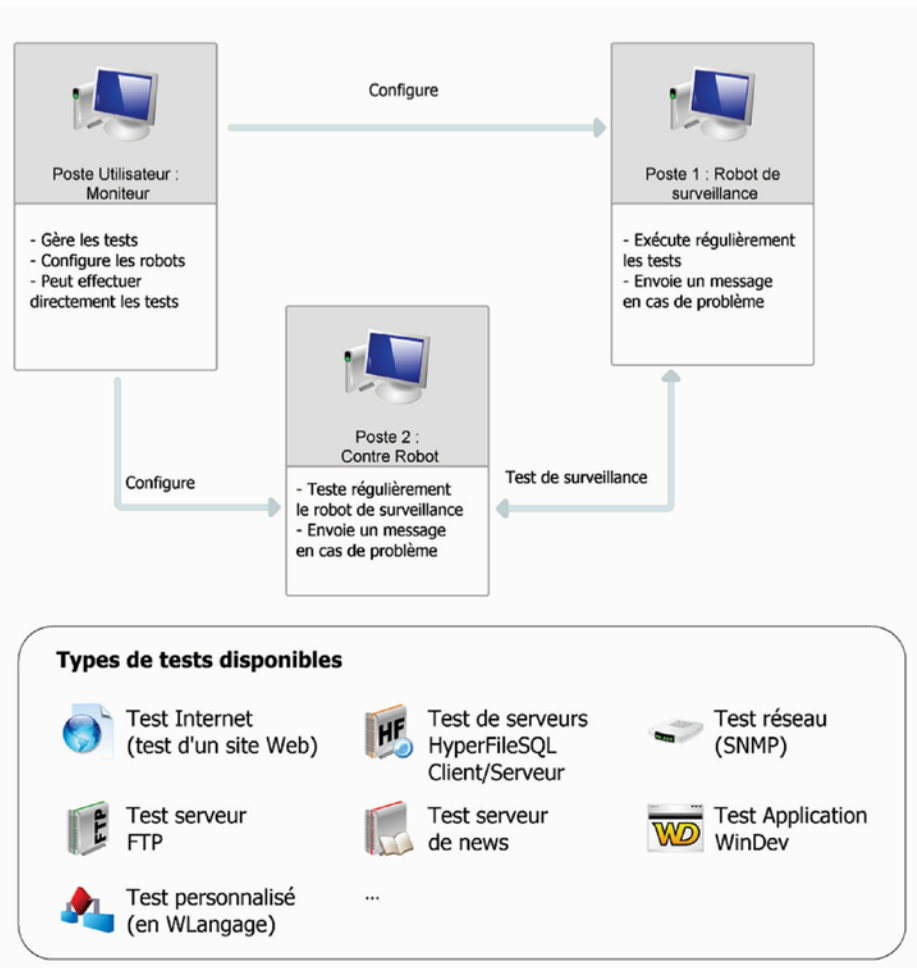 Configure
Poste Utilisateur :
Moniteur
- Gère les tests
- Configure les robots
- Peut effectuer
directement les tests
Poste 1 : Robot de
surveillance
- Exécute régulièrement
les tests
- Envoie un message
en cas de problème
Poste 2 :
Contre Robot
- Teste régulièrement
le robot de surveillance
- Envoie un message
en cas de problème
Configure
Test de surveillance
Types de tests disponibles
Test Internet
(test d'un site Web)
HF
Test de serveurs
HyperFileSQL
Client/Serveur
Test réseau
(SNMP)
FTP
Test serveur
FTP
Test serveur
de news
WD
Test Application
WinDev
Test personnalisé
(en WLangage)
...